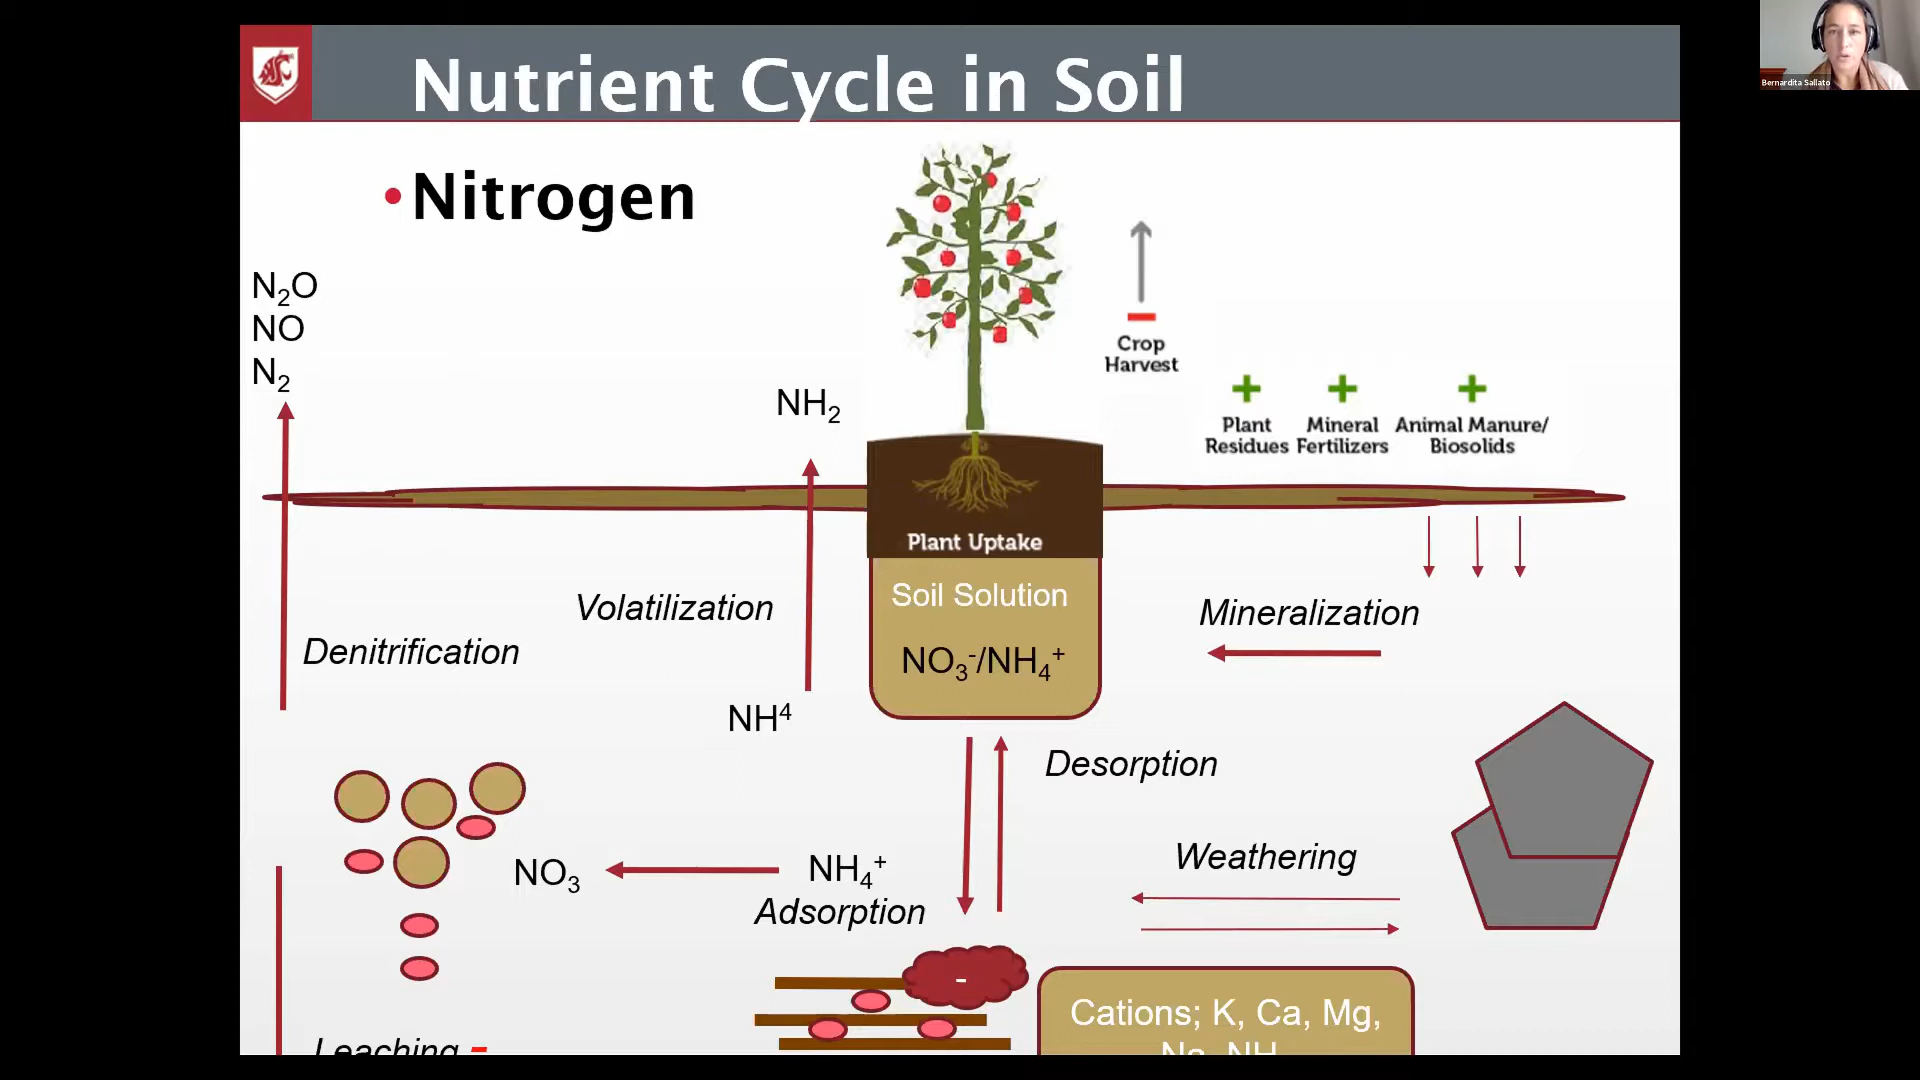 Nutrient Cycle in Soil
Bernardita Sallato
•Nitrogen
N₂O
NO
N₂
Crop
Harvest
NH₂
Plant Residues
Mineral Fertilizers
Animal Manure/ Biosolids
Plant Uptake
Soil Solution
NO₃⁻/NH₄⁺
Volatilization
Mineralization
Denitrification
NH⁴
Desorption
Weathering
NO₃
NH₄⁺
Adsorption
-
Cations; K, Ca, Mg,
Na, NH
Leaching -